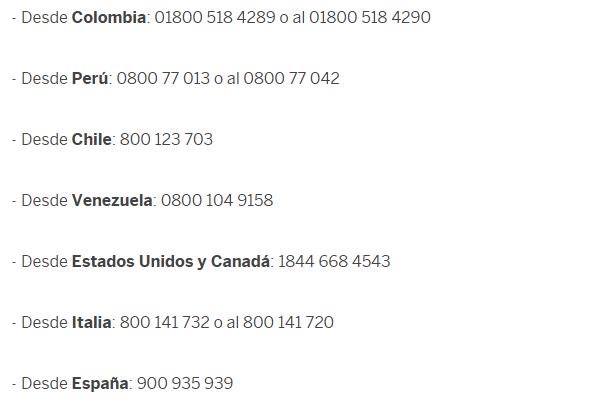 - Desde Colombia: 01800 518 4289 o al 01800 518 4290
- Desde Perú: 0800 77 013 o al 0800 77 042
- Desde Chile: 800 123 703
- Desde Venezuela: 0800 104 9158
- Desde Estados Unidos y Canadá: 1844 668 4543
- Desde Italia: 800 141 732 o al 800 141 720
- Desde España: 900 935 939